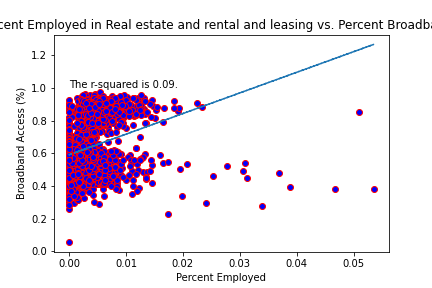 cent Employed in Real estate and rental and leasing vs. Percent Broadba
The r-squared is 0.09.
1.2
1.0
0.8
0.6
0.4
0.2
0.0
Broadband Access (%)
0.00 0.01 0.02 0.03 0.04 0.05
Percent Employed